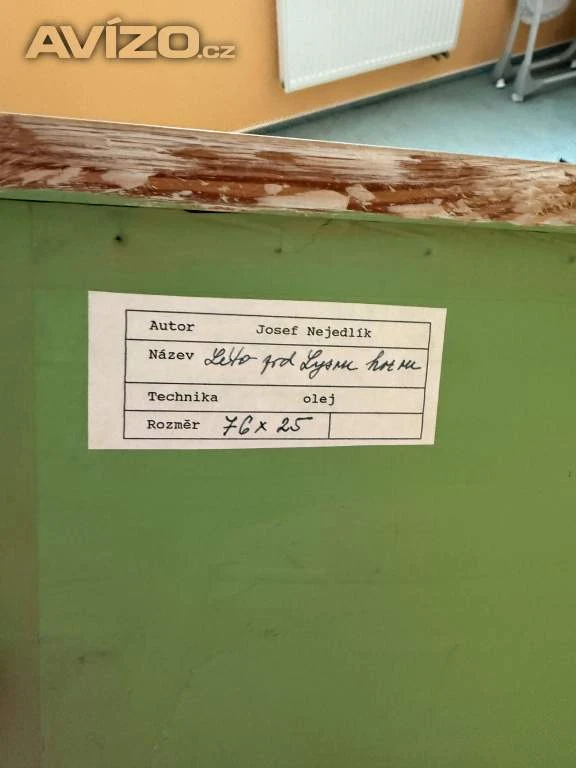 AVÍZO.cz
Autor Josef Nejedlík
Název Léto pod Lysou horou
Technika olej
Rozměr 76 x 25